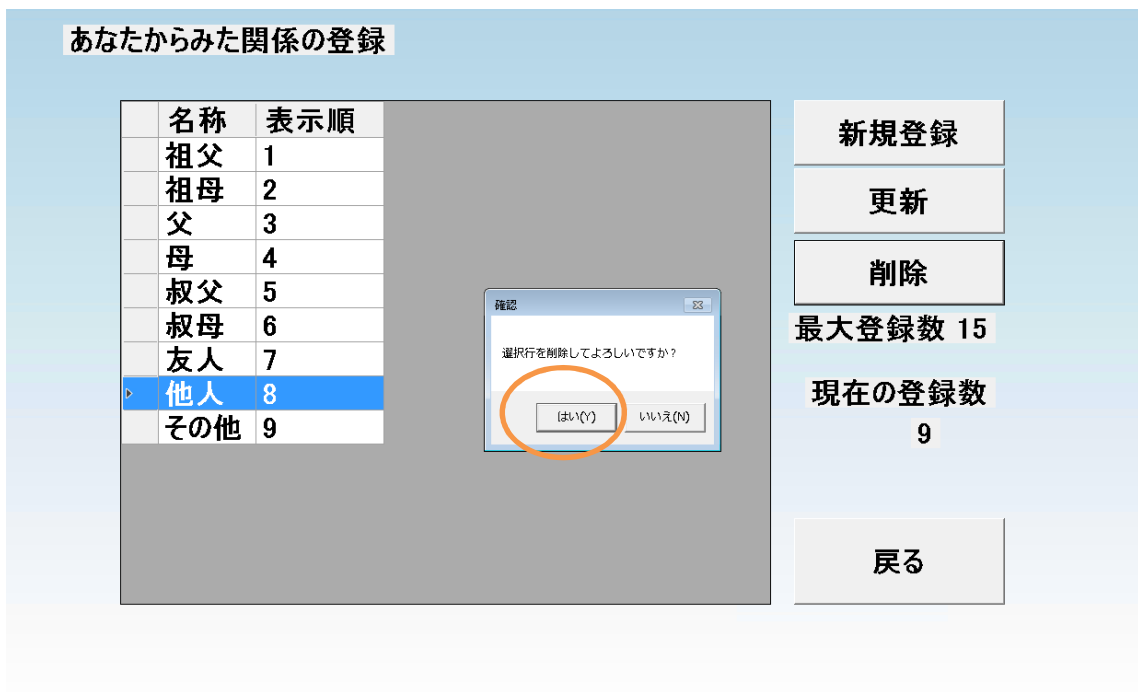 あなたからみた関係の登録
名称 表示順
祖父 1
祖母 2
父 3
母 4
叔父 5
叔母 6
友人 7
他人 8
その他 9
確認
選択行を削除してよろしいですか？
はい(Y) いいえ(N)
新規登録
更新
削除
最大登録数 15
現在の登録数
9
戻る